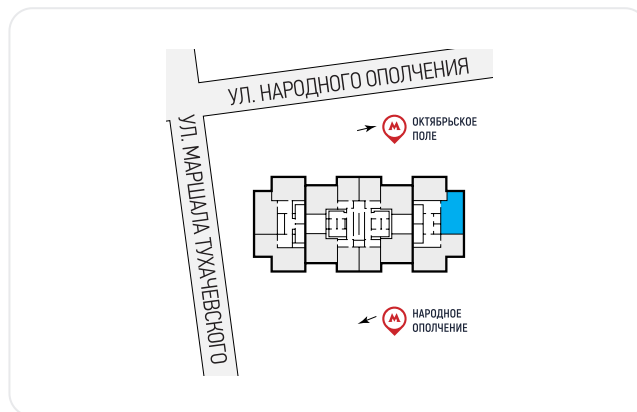 УЛ. НАРОДНОГО ОПОЛЧЕНИЯ
УЛ. МАРШАЛА ТУХАЧЕВСКОГО
М
ОКТЯБРЬСКОЕ
ПОЛЕ
М
НАРОДНОЕ
ОПОЛЧЕНИЕ